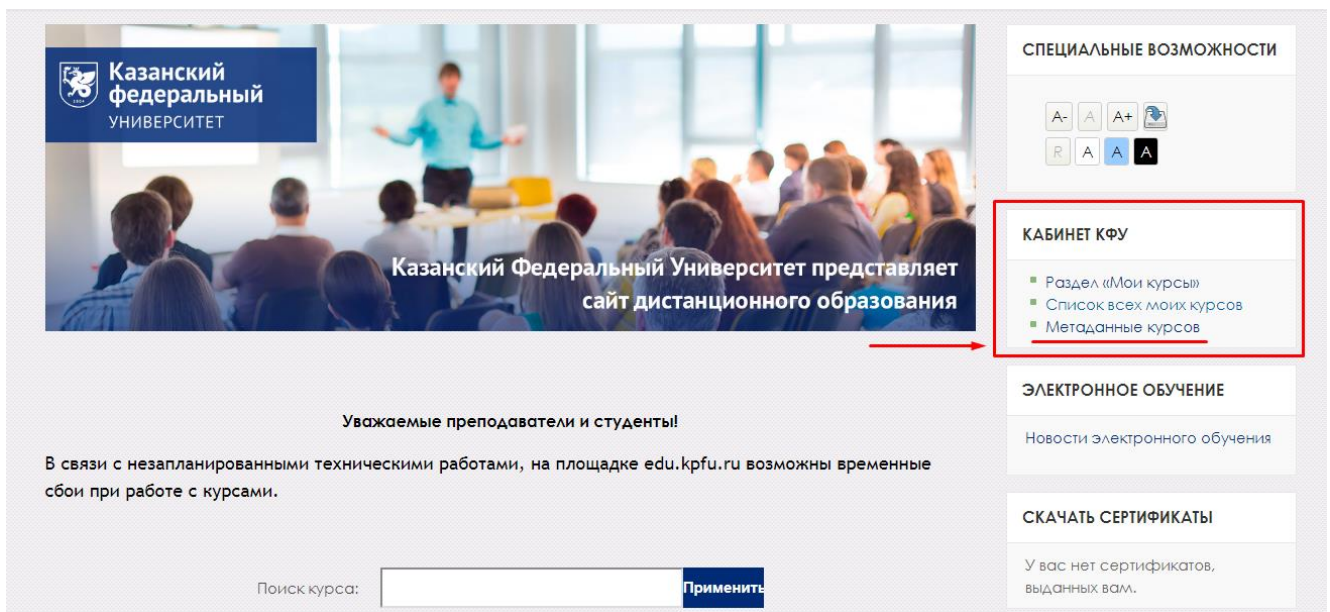 Казанский
федеральный
УНИВЕРСИТЕТ
Казанский Федеральный Университет представляет
сайт дистанционного образования
Уважаемые преподаватели и студенты!
В связи с незапланированными техническими работами, на площадке edu.kpfu.ru возможны временные
сбои при работе с курсами.
Поиск курса:
Применить
СПЕЦИАЛЬНЫЕ ВОЗМОЖНОСТИ
A- A A+
R A A A
КАБИНЕТ КФУ
Раздел «Мои курсы»
Список всех моих курсов
Метаданные курсов
ЭЛЕКТРОННОЕ ОБУЧЕНИЕ
Новости электронного обучения
СКАЧАТЬ СЕРТИФИКАТЫ
У вас нет сертификатов,
выданных вам.